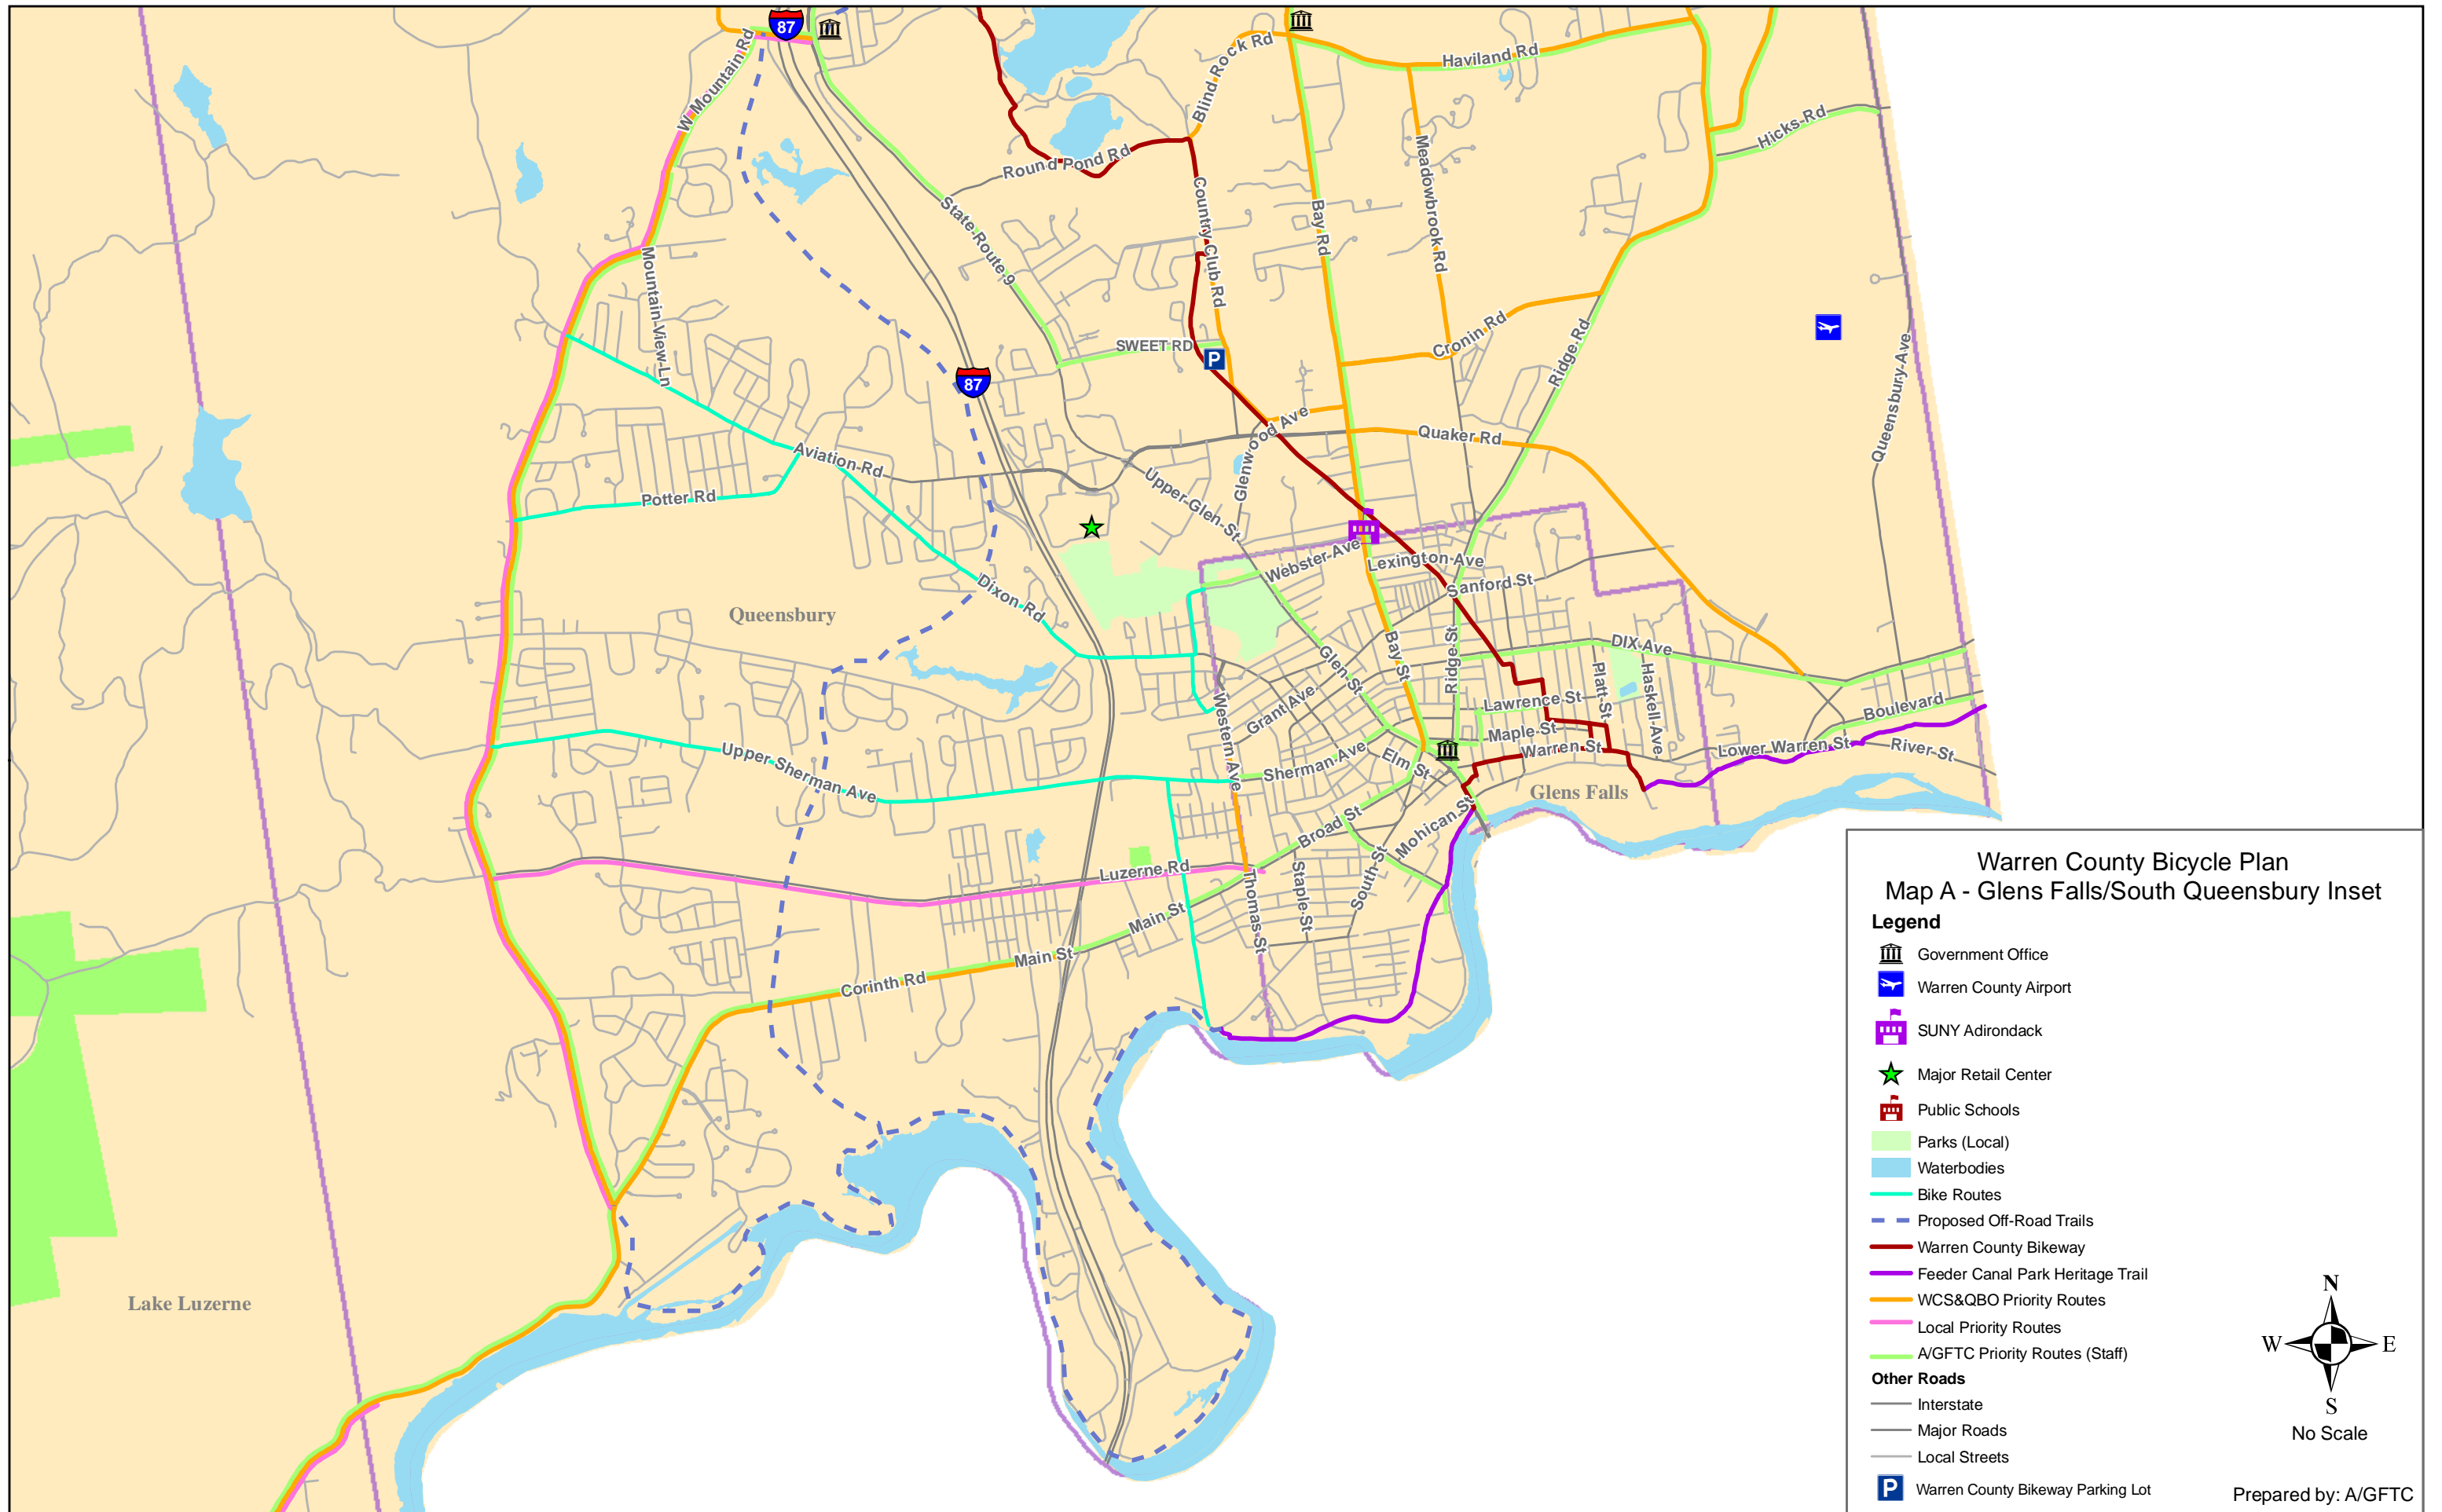 87
W Mountain Rd
Blind Rock Rd
Haviland Rd
Hicks Rd
Round Pond Rd
Meadowbrook Rd
Country Club Rd
Bay Rd
State Route 9
Mountain View Ln
SWEET RD
P
Cronin Rd
Ridge Rd
Queensbury Ave
87
Aviation Rd
Potter Rd
Upper Glen St
Glenwood Ave
Quaker Rd
Webster Ave
Lexington Ave
Sanford St
Dixon Rd
Queensbury
Glen St
Bay St
Ridge St
DIX Ave
Platt St
Haskell Ave
Lawrence St
Maple St
Warren St
Grant Ave
Western Ave
Boulevard
Lower Warren St
River St
Upper Sherman Ave
Sherman Ave
Elm St
Glens Falls
Broad St
Mohican St
Luzerne Rd
Thomas St
Staple St
South St
Main St
Main St
Corinth Rd
Lake Luzerne
Warren County Bicycle Plan
Map A - Glens Falls/South Queensbury Inset
Legend
Government Office
Warren County Airport
SUNY Adirondack
Major Retail Center
Public Schools
Parks (Local)
Waterbodies
Bike Routes
Proposed Off-Road Trails
Warren County Bikeway
Feeder Canal Park Heritage Trail
WCS&QBO Priority Routes
Local Priority Routes
A/GFTC Priority Routes (Staff)
Other Roads
Interstate
Major Roads
Local Streets
P Warren County Bikeway Parking Lot
N
W E
S
No Scale
Prepared by: A/GFTC